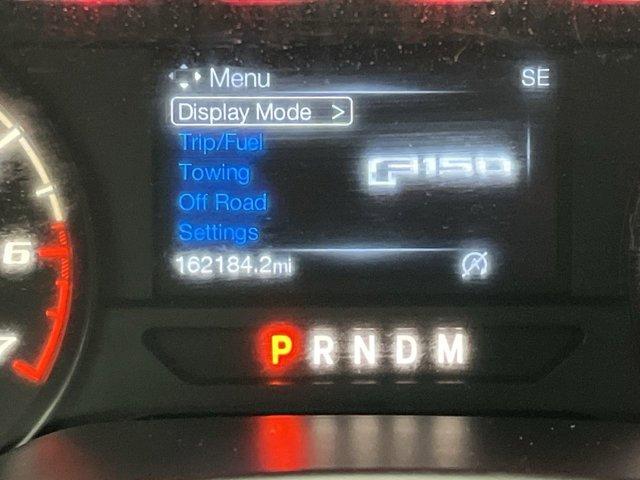 Menu SE
Display Mode >
Trip/Fuel
Towing
F150
Off Road
Settings
162184.2mi
6
7
P R N D M